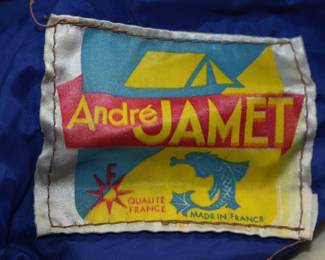 André JAMET
F
QUALITÉ
FRANCE
MADE IN FRANCE